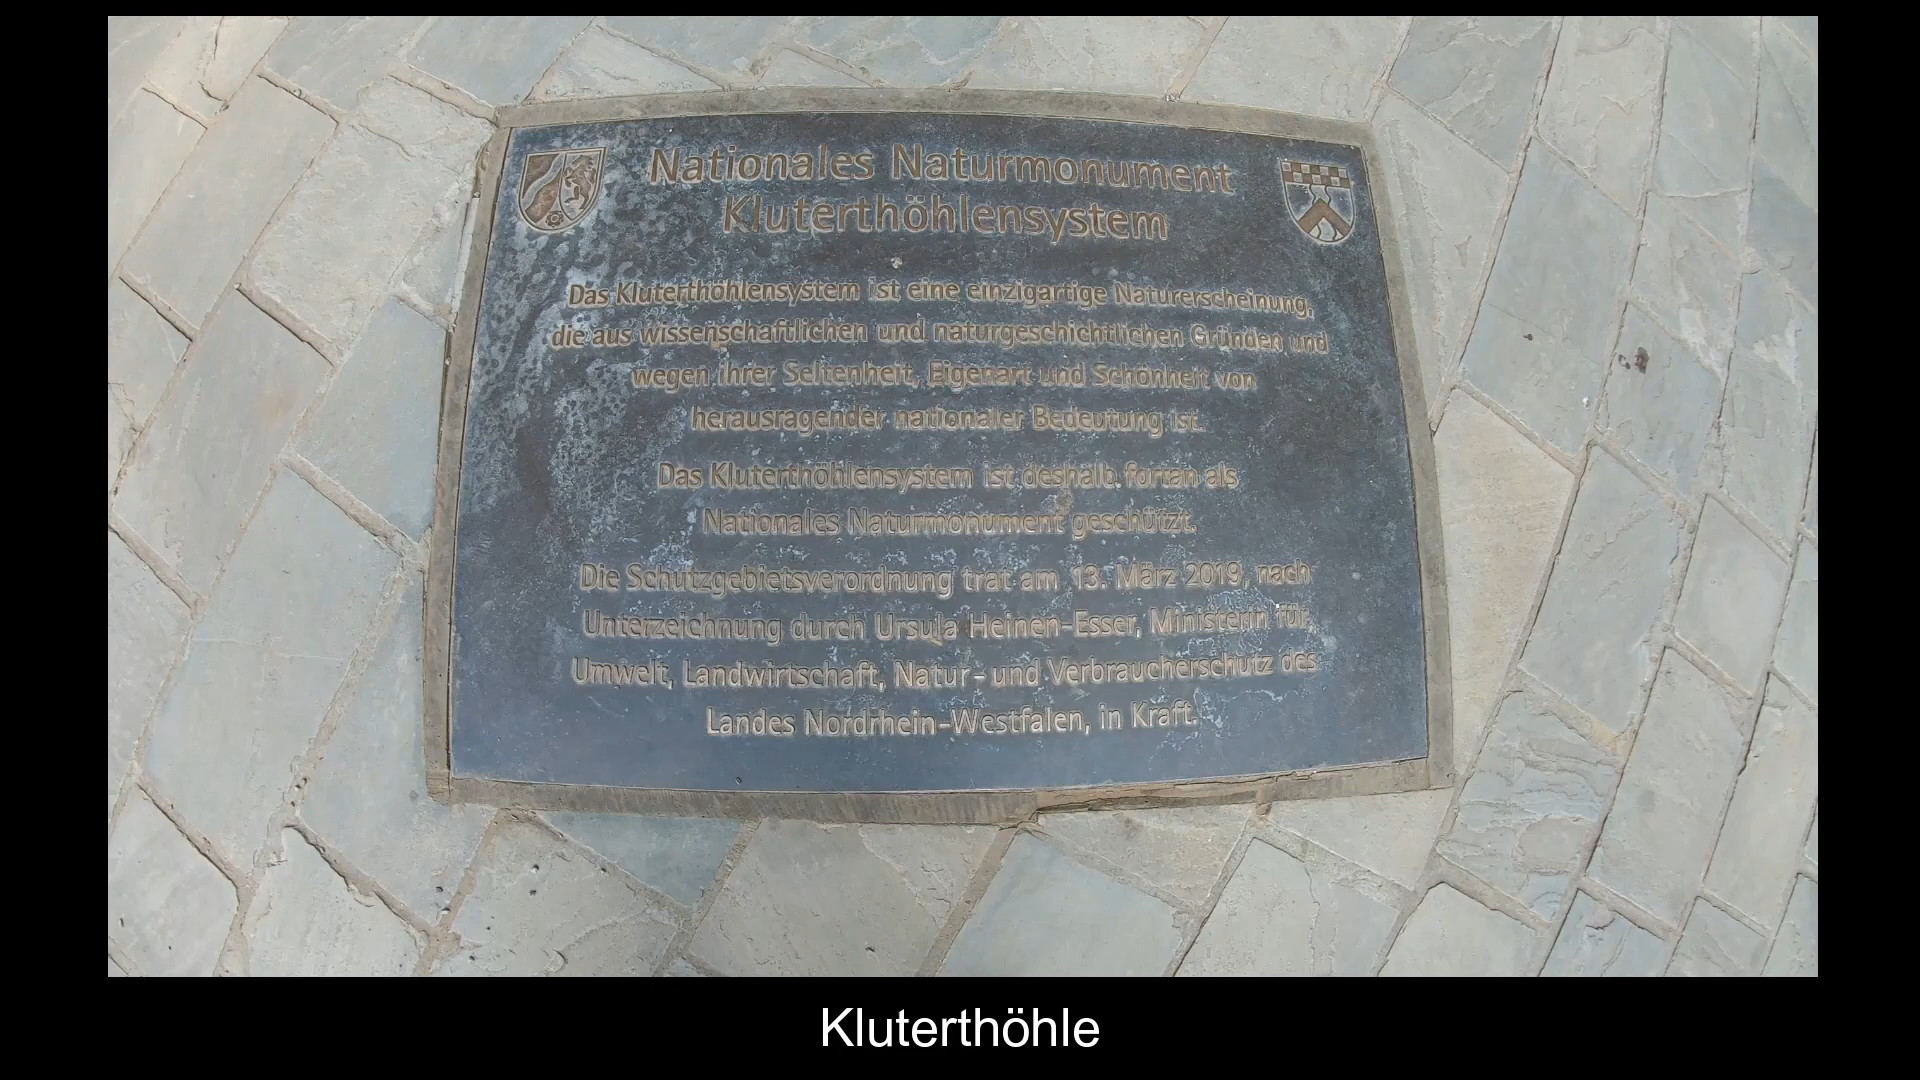 Nationales Naturmonument
Kluterthöhlensystem
Das Kluterthöhlensystem ist eine einzigartige Naturerscheinung,
die aus wissenschaftlichen und naturgeschichtlichen Gründen und
wegen ihrer Seltenheit, Eigenart und Schönheit von
herausragender nationaler Bedeutung ist.
Das Kluterthöhlensystem ist deshalb fortan als
Nationales Naturmonument geschützt.
Die Schutzgebietsverordnung trat am 13. März 2019, nach
Unterzeichnung durch Ursula Heinen-Esser, Ministerin für
Umwelt, Landwirtschaft, Natur- und Verbraucherschutz des
Landes Nordrhein-Westfalen, in Kraft.
Kluterthöhle